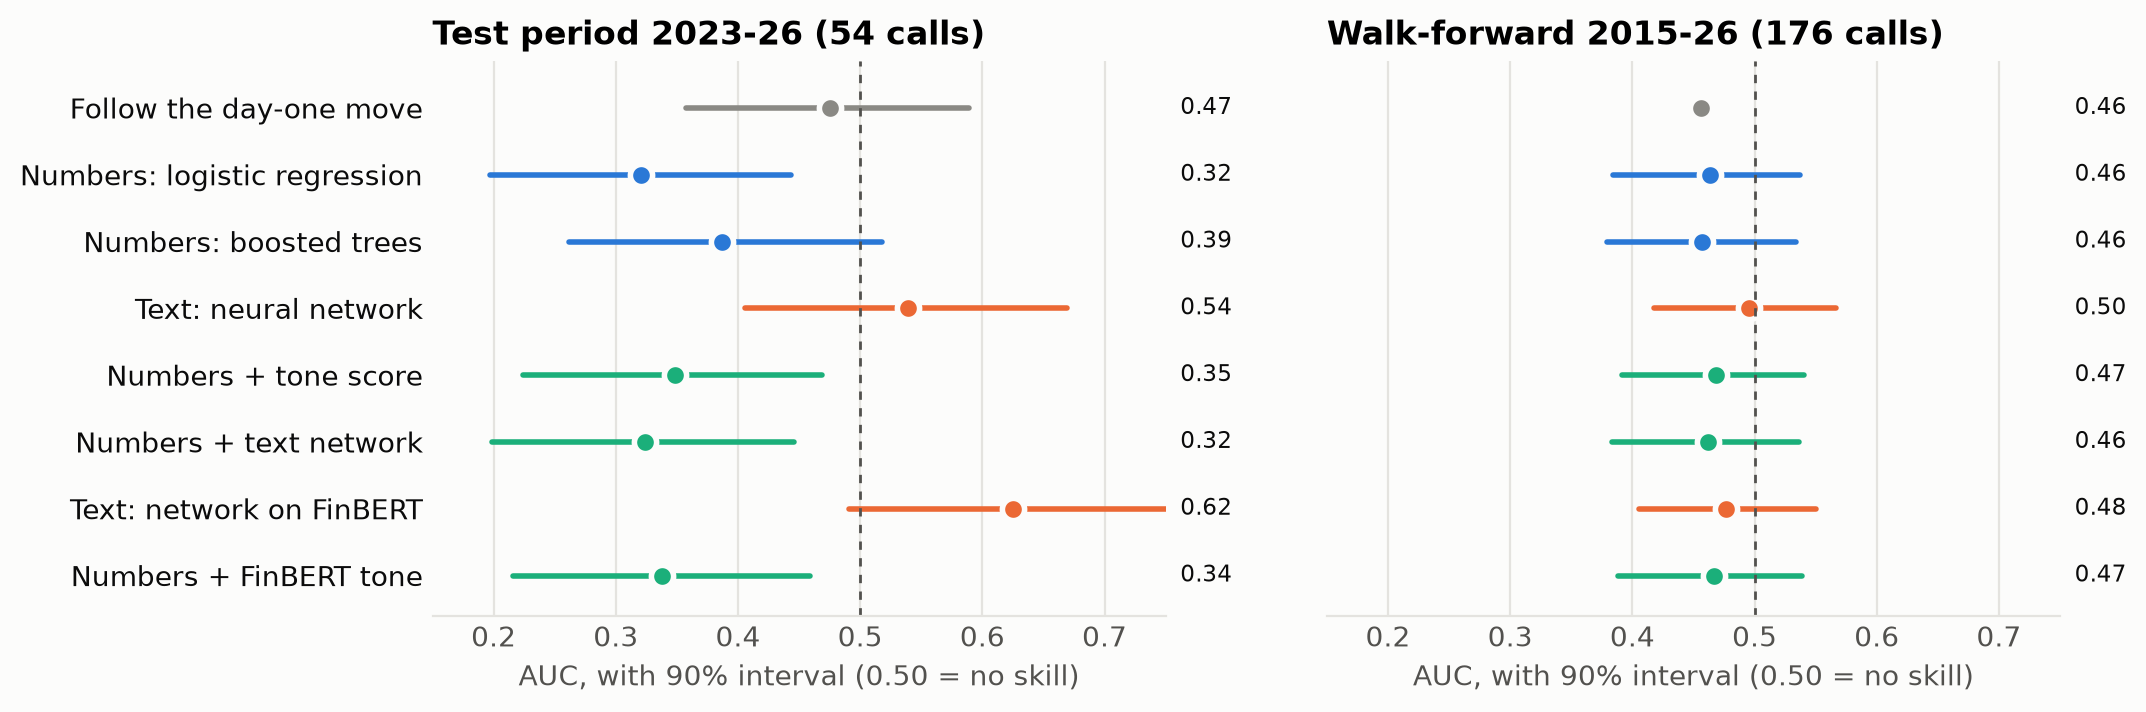 Test period 2023-26 (54 calls)
Walk-forward 2015-26 (176 calls)
Follow the day-one move
0.47
0.46
Numbers: logistic regression
0.32
0.46
Numbers: boosted trees
0.39
0.46
Text: neural network
0.54
0.50
Numbers + tone score
0.35
0.47
Numbers + text network
0.32
0.46
Text: network on FinBERT
0.62
0.48
Numbers + FinBERT tone
0.34
0.47
0.2 0.3 0.4 0.5 0.6 0.7
0.2 0.3 0.4 0.5 0.6 0.7
AUC, with 90% interval (0.50 = no skill)
AUC, with 90% interval (0.50 = no skill)